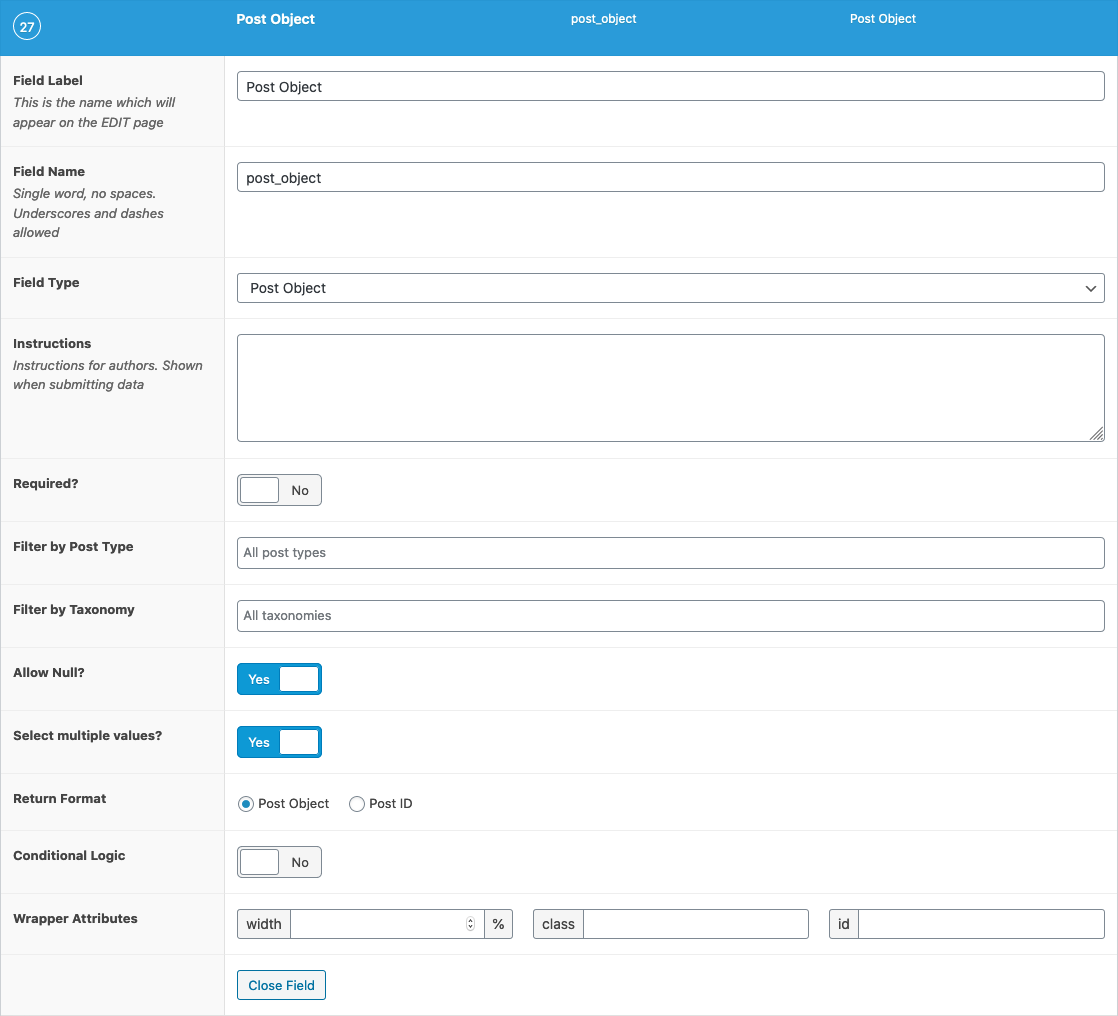 27
Post Object
post_object
Post Object
Field Label
This is the name which will
appear on the EDIT page
Post Object
Field Name
Single word, no spaces.
Underscores and dashes
allowed
post_object
Field Type
Post Object
Instructions
Instructions for authors. Shown
when submitting data
Required?
No
Filter by Post Type
All post types
Filter by Taxonomy
All taxonomies
Allow Null?
Yes
Select multiple values?
Yes
Return Format
Post Object
Post ID
Conditional Logic
No
Wrapper Attributes
width
%
class
id
Close Field